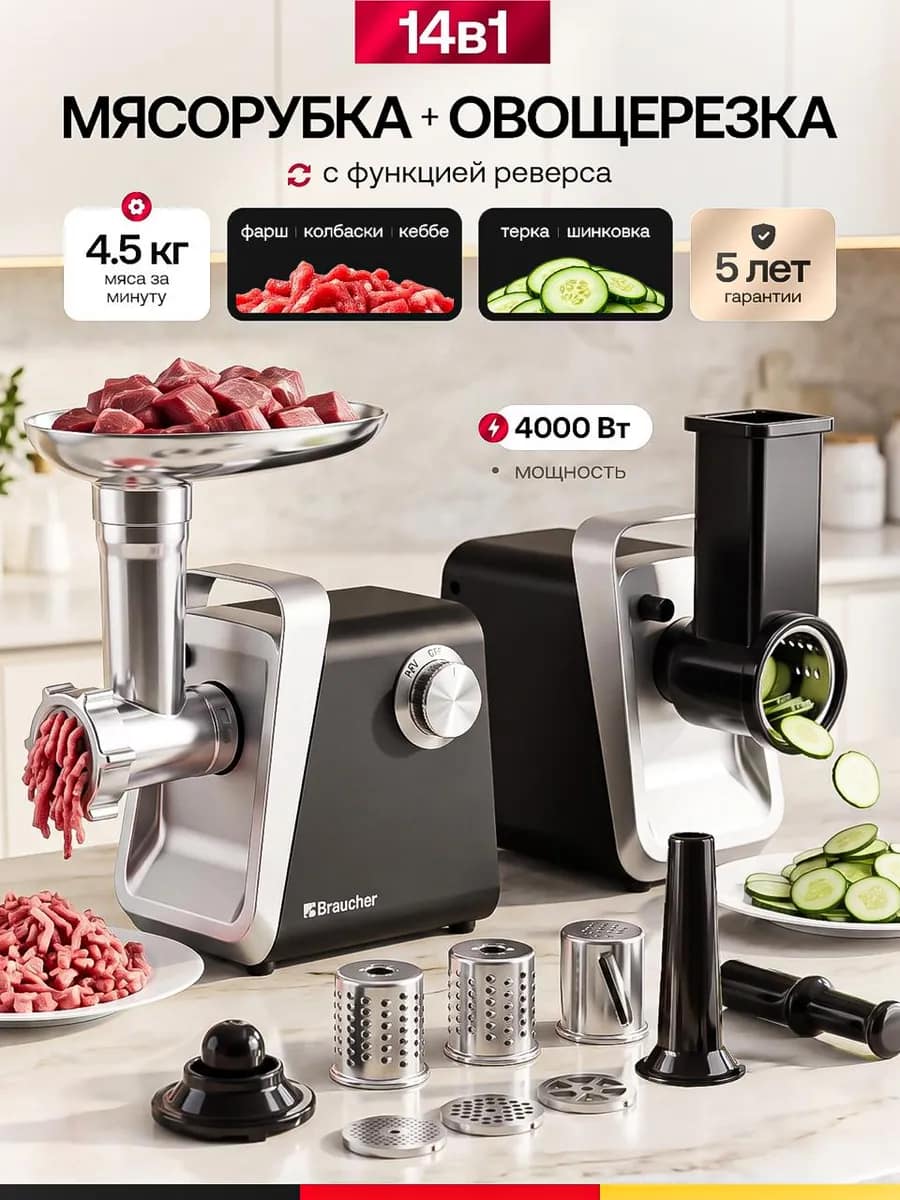 14в1
МЯСОРУБКА + ОВОЩЕРЕЗКА
с функцией реверса
4.5 кг
мяса за
минуту
фарш | колбаски | кеббе
терка | шинковка
5 лет
гарантии
4000 Вт
• мощность
REV OFF
Braucher